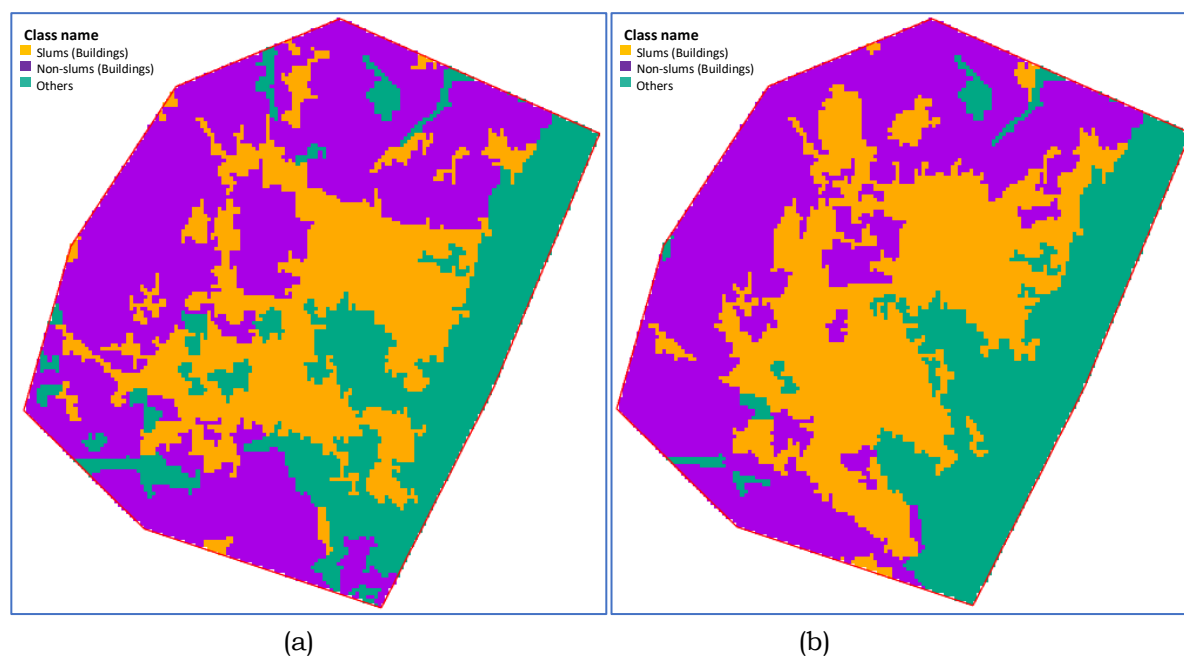 Class name
Slums (Buildings)
Non-slums (Buildings)
Others
Class name
Slums (Buildings)
Non-slums (Buildings)
Others
(a)
(b)